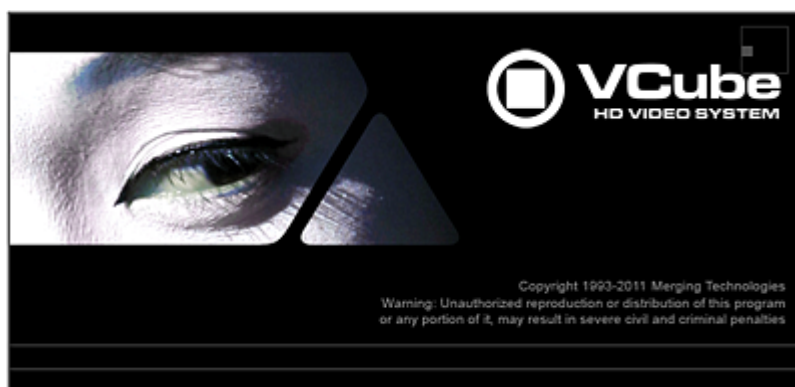 VCube
HD VIDEO SYSTEM
Copyright 1993-2011 Merging Technologies
Warning: Unauthorized reproduction or distribution of this program
or any portion of it, may result in severe civil and criminal penalties